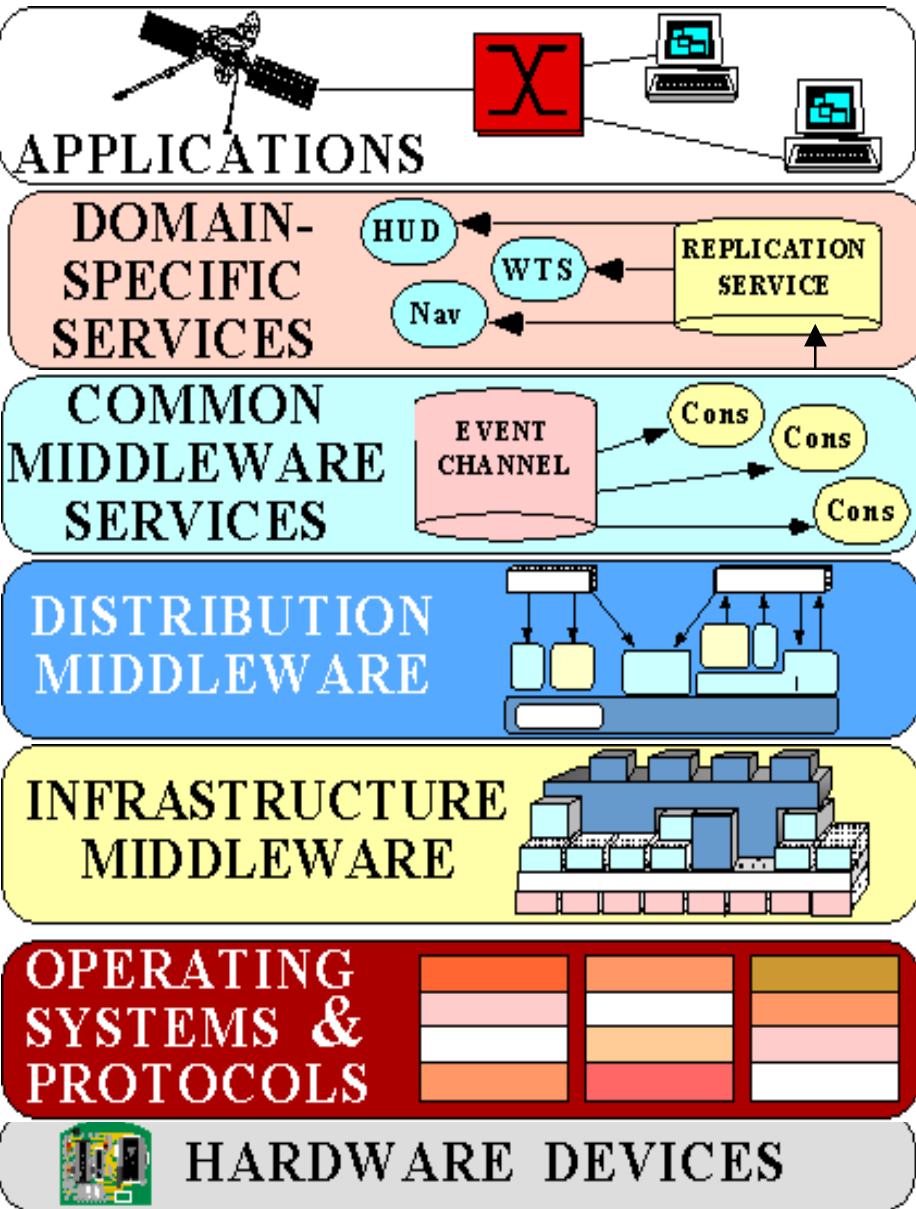 APPLICATIONS
DOMAIN-
SPECIFIC
SERVICES
HUD
WTS
Nav
REPLICATION
SERVICE
COMMON
MIDDLEWARE
SERVICES
EVENT
CHANNEL
Cons
Cons
Cons
DISTRIBUTION
MIDDLEWARE
INFRASTRUCTURE
MIDDLEWARE
OPERATING
SYSTEMS &
PROTOCOLS
HARDWARE DEVICES